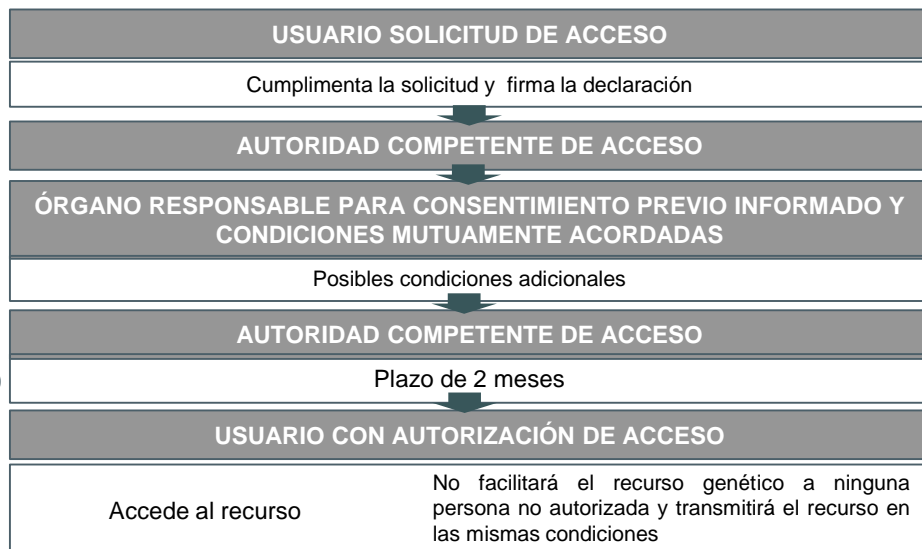 USUARIO SOLICITUD DE ACCESO
Cumplimenta la solicitud y firma la declaración
AUTORIDAD COMPETENTE DE ACCESO
ÓRGANO RESPONSABLE PARA CONSENTIMIENTO PREVIO INFORMADO Y
CONDICIONES MUTUAMENTE ACORDADAS
Posibles condiciones adicionales
AUTORIDAD COMPETENTE DE ACCESO
Plazo de 2 meses
USUARIO CON AUTORIZACIÓN DE ACCESO
Accede al recurso
No facilitará el recurso genético a ninguna
persona no autorizada y transmitirá el recurso en
las mismas condiciones